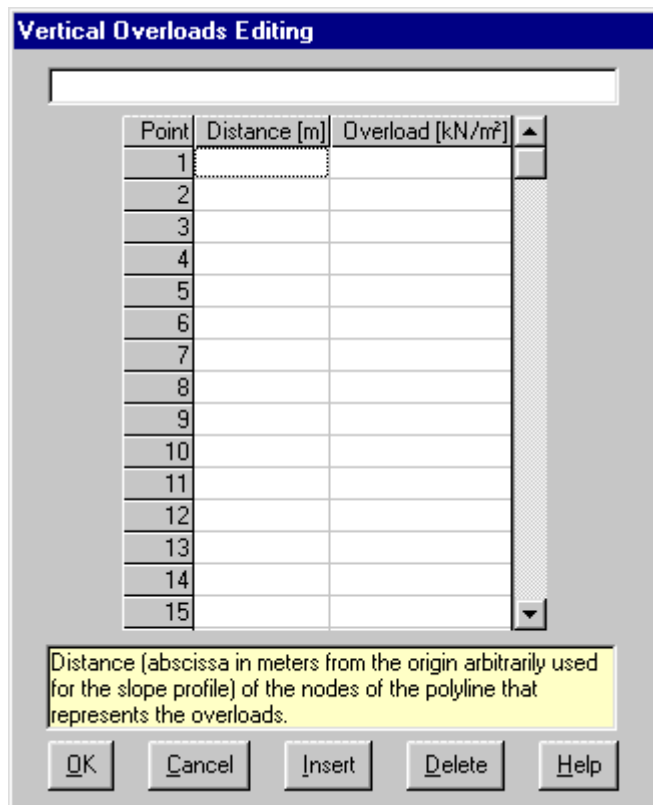 Vertical Overloads Editing
Point Distance [m] Overload [kN/m²]
1
2
3
4
5
6
7
8
9
10
11
12
13
14
15
Distance (abscissa in meters from the origin arbitrarily used
for the slope profile) of the nodes of the polyline that
represents the overloads.
OK Cancel Insert Delete Help